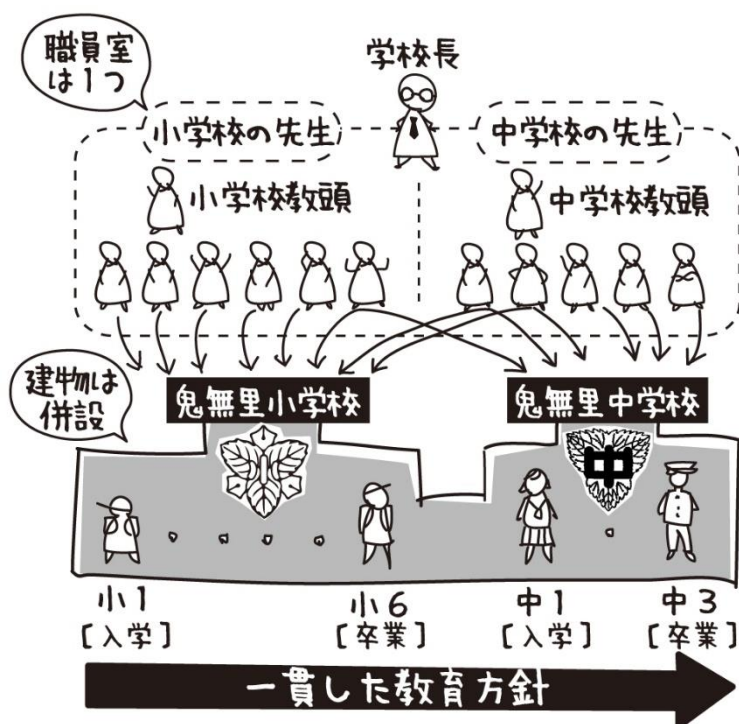 職員室
は1つ
学校長
小学校の先生
中学校の先生
小学校教頭
中学校教頭
建物は
併設
鬼無里小学校
鬼無里中学校
中
小1
[入学]
小6
[卒業]
中1
[入学]
中3
[卒業]
一貫した教育方針